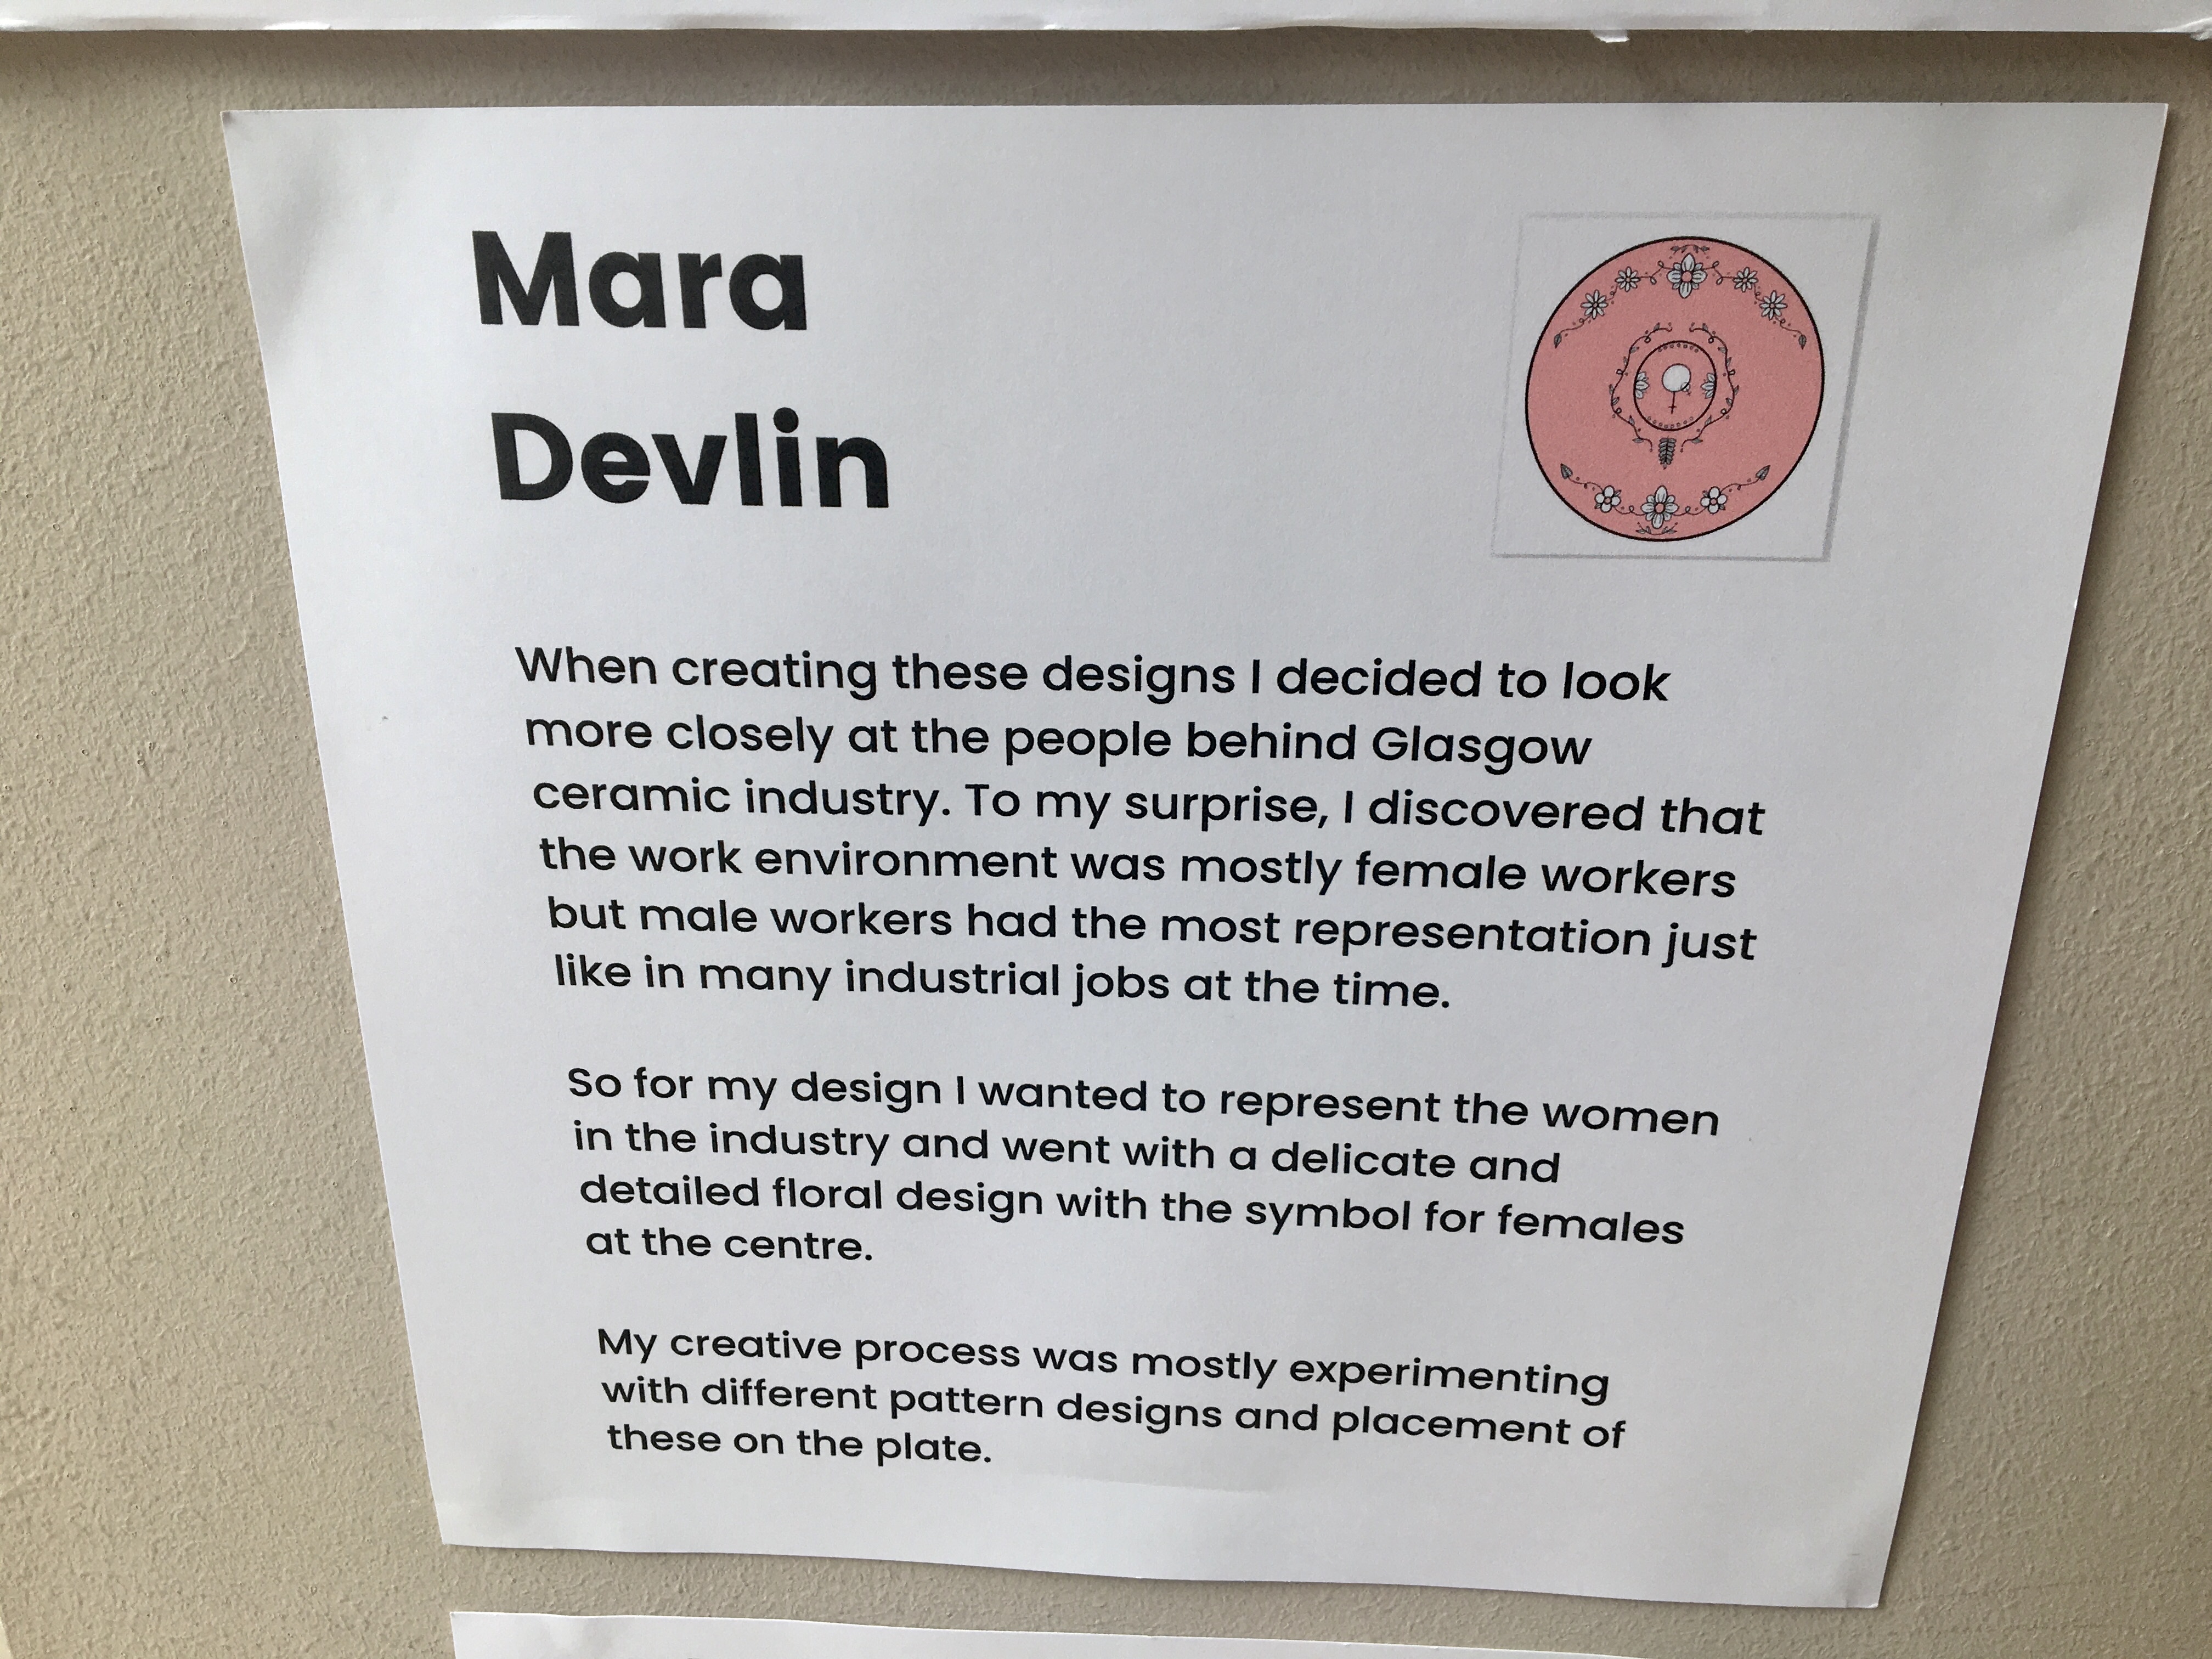 Mara
Devlin
When creating these designs I decided to look
more closely at the people behind Glasgow
ceramic industry. To my surprise, I discovered that
the work environment was mostly female workers
but male workers had the most representation just
like in many industrial jobs at the time.
So for my design I wanted to represent the women
in the industry and went with a delicate and
detailed floral design with the symbol for females
at the centre.
My creative process was mostly experimenting
with different pattern designs and placement of
these on the plate.